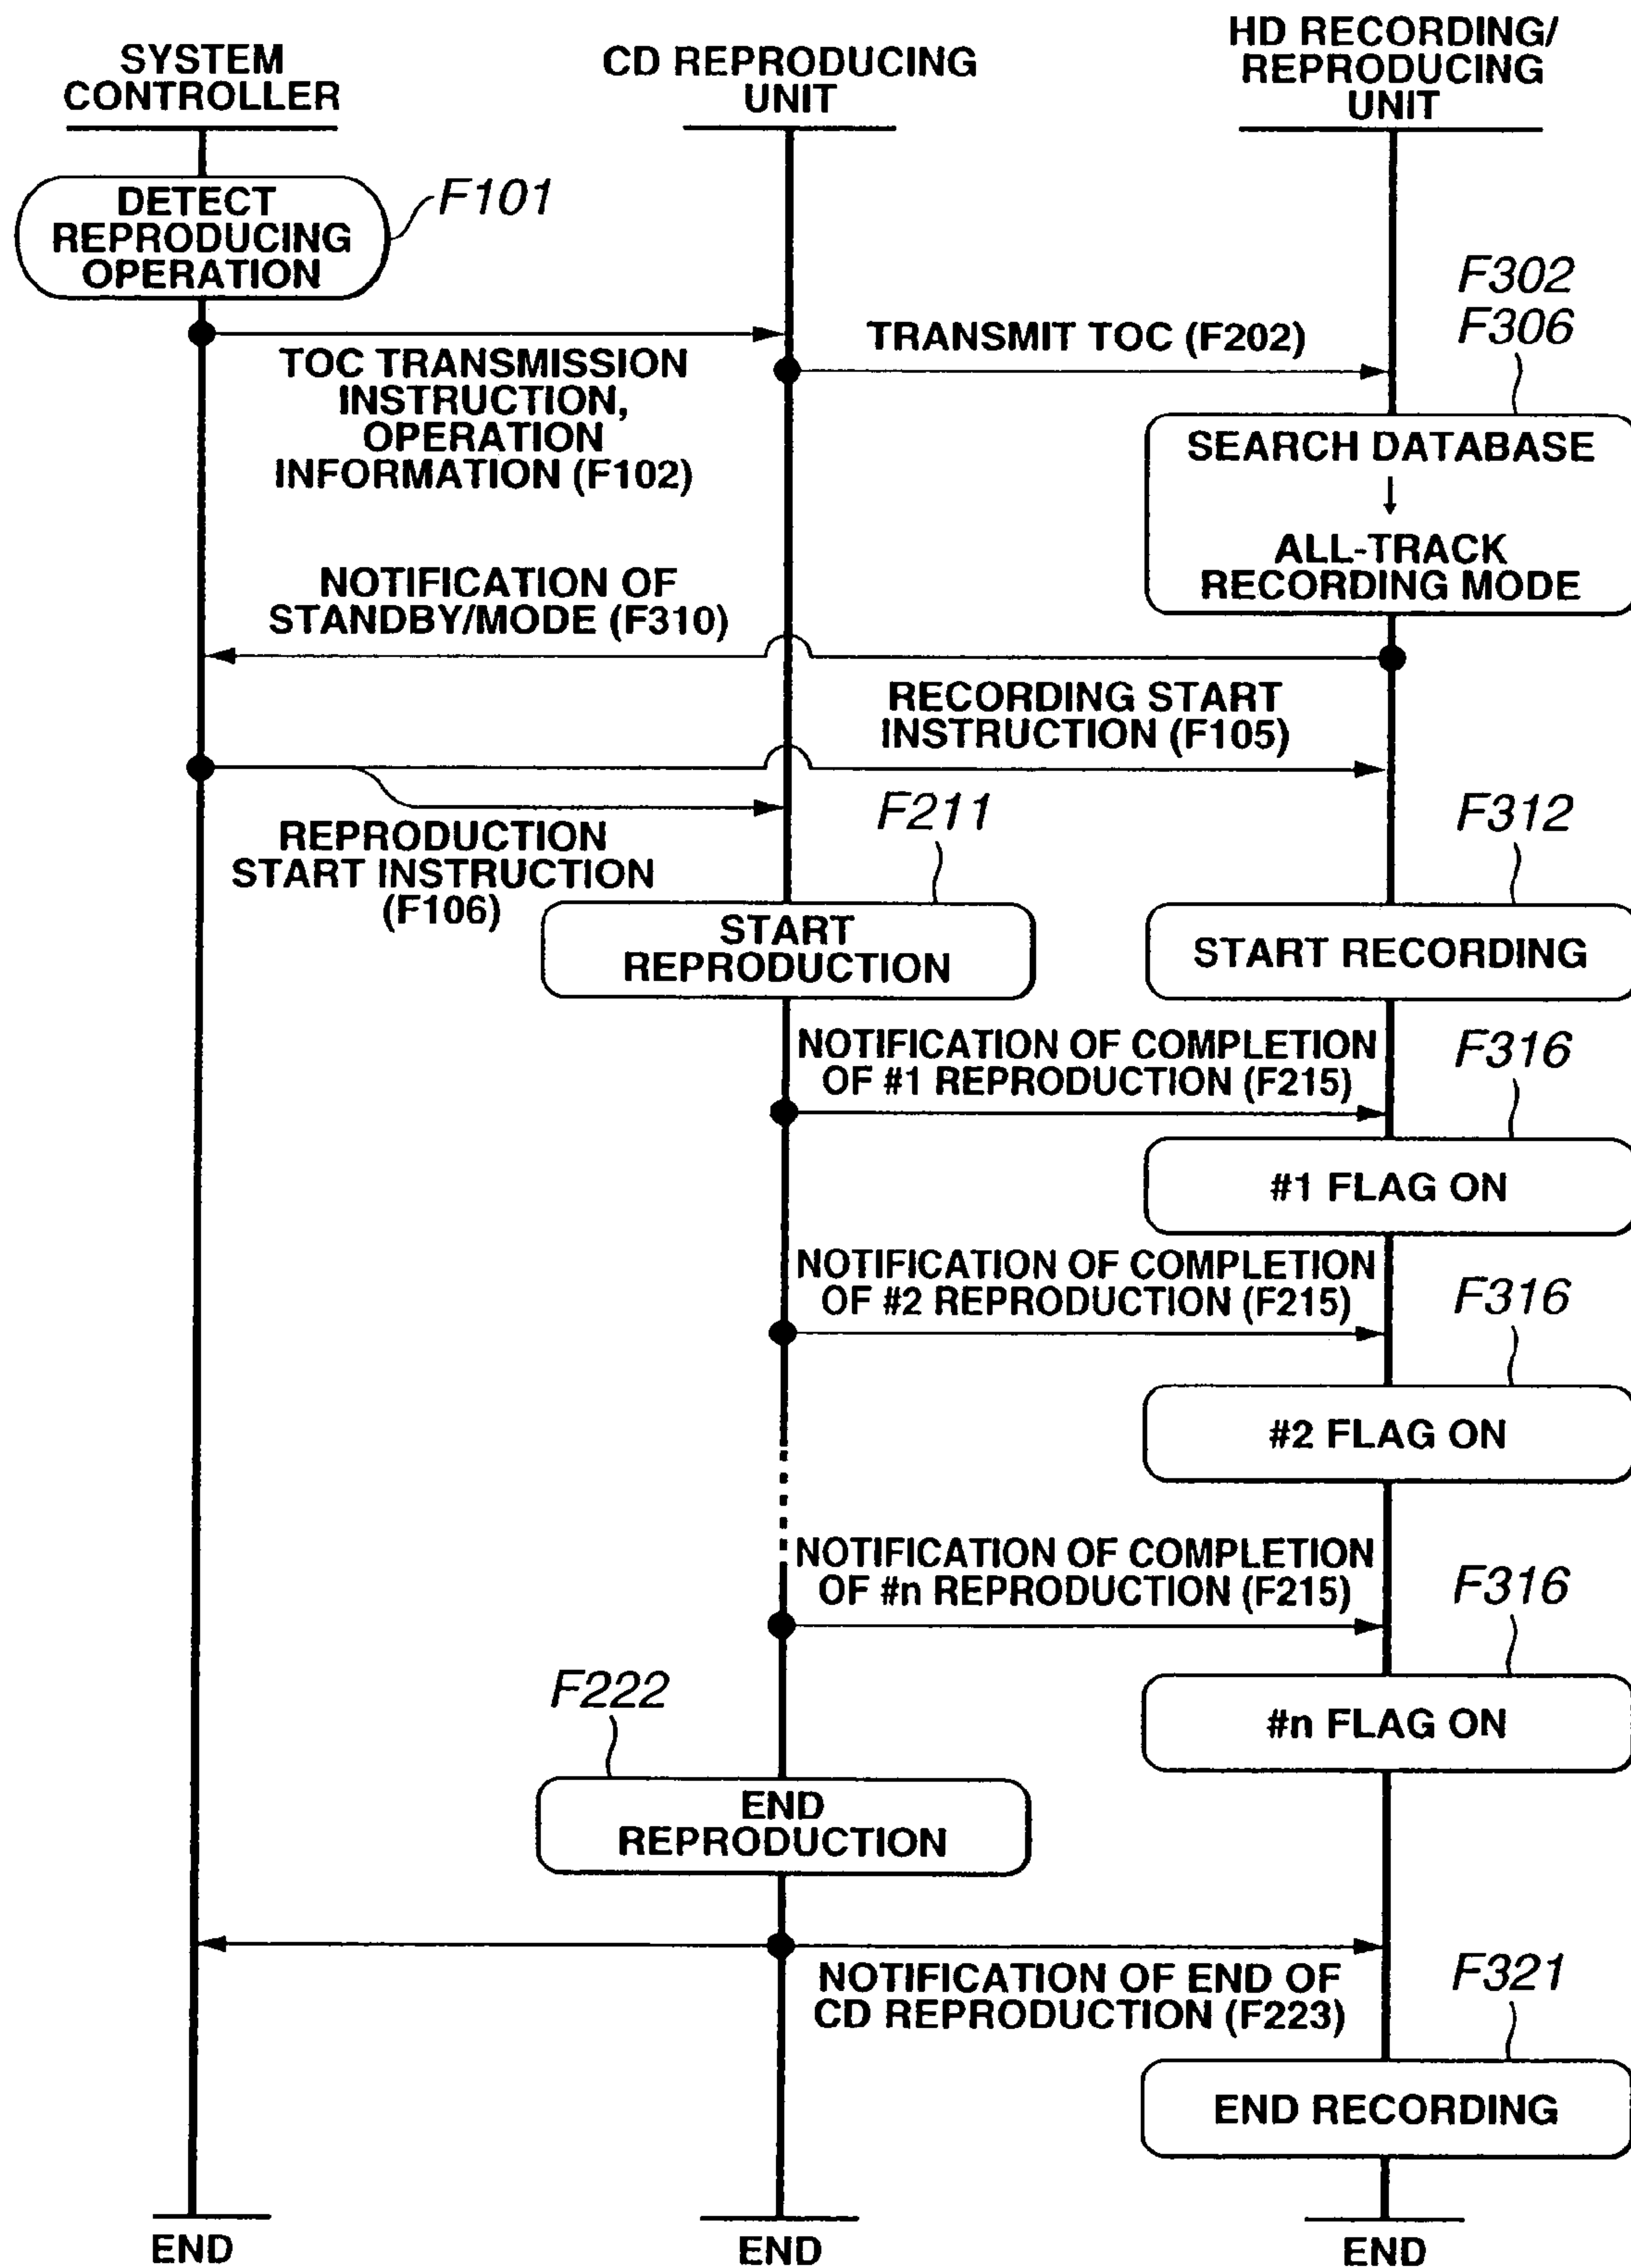 SYSTEM
CONTROLLER
CD REPRODUCING
UNIT
HD RECORDING/
REPRODUCING
UNIT
DETECT
REPRODUCING
OPERATION
F101
F302
F306
TOC TRANSMISSION
INSTRUCTION,
OPERATION
INFORMATION (F102)
TRANSMIT TOC (F202)
SEARCH DATABASE
↓
ALL-TRACK
RECORDING MODE
NOTIFICATION OF
STANDBY/MODE (F310)
RECORDING START
INSTRUCTION (F105)
REPRODUCTION
START INSTRUCTION
(F106)
F211
F312
START
REPRODUCTION
START RECORDING
NOTIFICATION OF COMPLETION
OF #1 REPRODUCTION (F215)
F316
#1 FLAG ON
NOTIFICATION OF COMPLETION
OF #2 REPRODUCTION (F215)
F316
#2 FLAG ON
NOTIFICATION OF COMPLETION
OF #n REPRODUCTION (F215)
F316
#n FLAG ON
F222
END
REPRODUCTION
NOTIFICATION OF END OF
CD REPRODUCTION (F223)
F321
END RECORDING
END
END
END